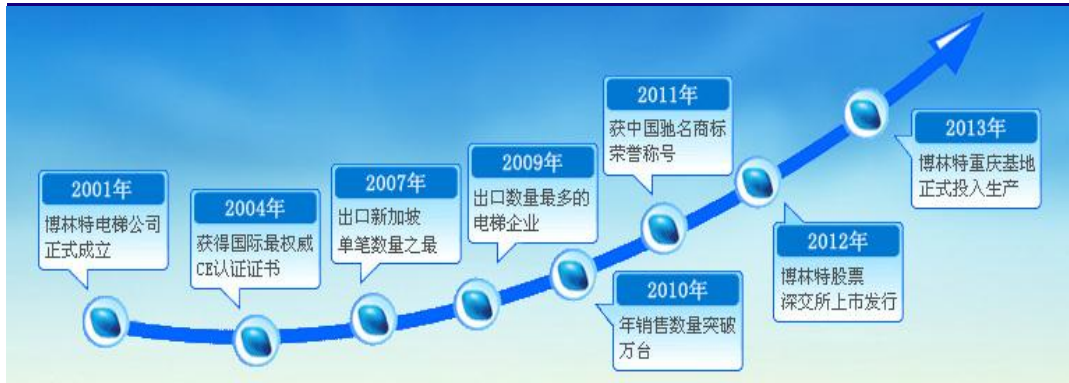 2001年
博林特电梯公司
正式成立
2004年
获得国际最权威
CE认证证书
2007年
出口新加坡
单笔数量之最
2009年
出口数量最多的
电梯企业
2010年
年销售数量突破
万台
2011年
获中国驰名商标
荣誉称号
2012年
博林特股票
深交所上市发行
2013年
博林特重庆基地
正式投入生产